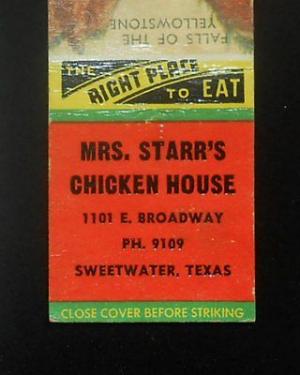 FALLS OF THE
YELLOWSTONE
THE RIGHT PLACE TO EAT
MRS. STARR'S
CHICKEN HOUSE
1101 E. BROADWAY
PH. 9109
SWEETWATER, TEXAS
CLOSE COVER BEFORE STRIKING